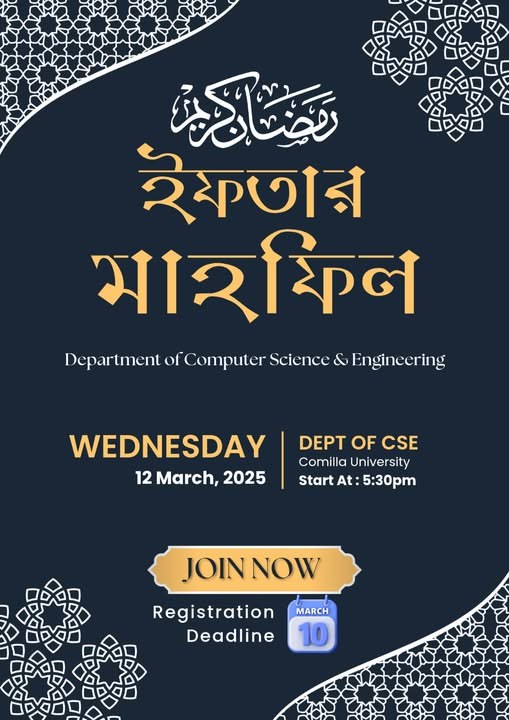 رمضان كريم
ইফতার
মাহফিল
Department of Computer Science & Engineering
WEDNESDAY
12 March, 2025
DEPT OF CSE
Comilla University
Start At : 5:30pm
JOIN NOW
Registration
Deadline
MARCH
10